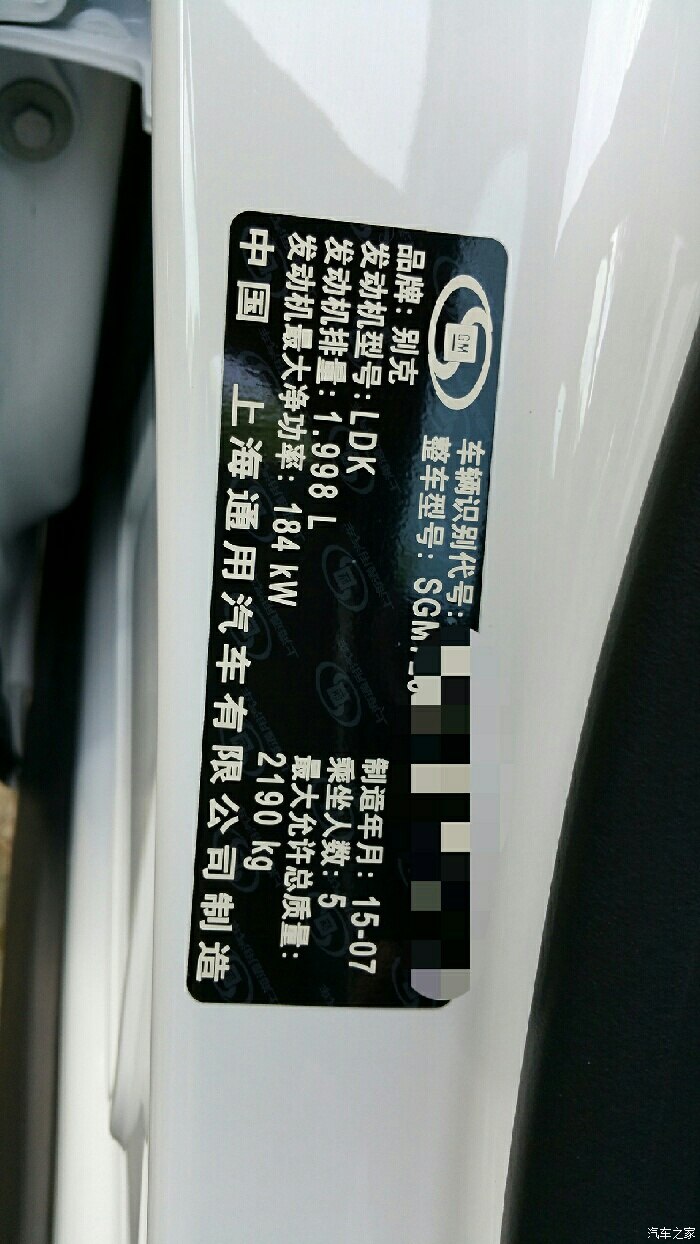 GM
车辆识别代号:
整车型号: SGM
品牌: 别克
发动机型号: LDK
制造年月: 15-07
发动机排量: 1.998 L
乘坐人数: 5
发动机最大净功率: 184 kW
最大允许总质量:
2190 kg
中国 上海通用汽车有限公司制造
汽车之家